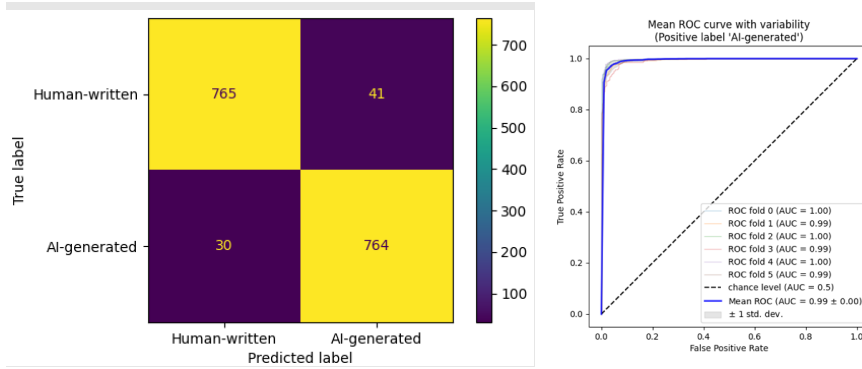 True label
Human-written
AI-generated
765
41
30
764
Human-written
AI-generated
Predicted label
700
600
500
400
300
200
100
Mean ROC curve with variability
(Positive label 'AI-generated')
True Positive Rate
1.0
0.8
0.6
0.4
0.2
0.0
ROC fold 0 (AUC = 1.00)
ROC fold 1 (AUC = 0.99)
ROC fold 2 (AUC = 1.00)
ROC fold 3 (AUC = 0.99)
ROC fold 4 (AUC = 1.00)
ROC fold 5 (AUC = 0.99)
chance level (AUC = 0.5)
Mean ROC (AUC = 0.99 ± 0.00)
± 1 std. dev.
0.0 0.2 0.4 0.6 0.8 1.0
False Positive Rate